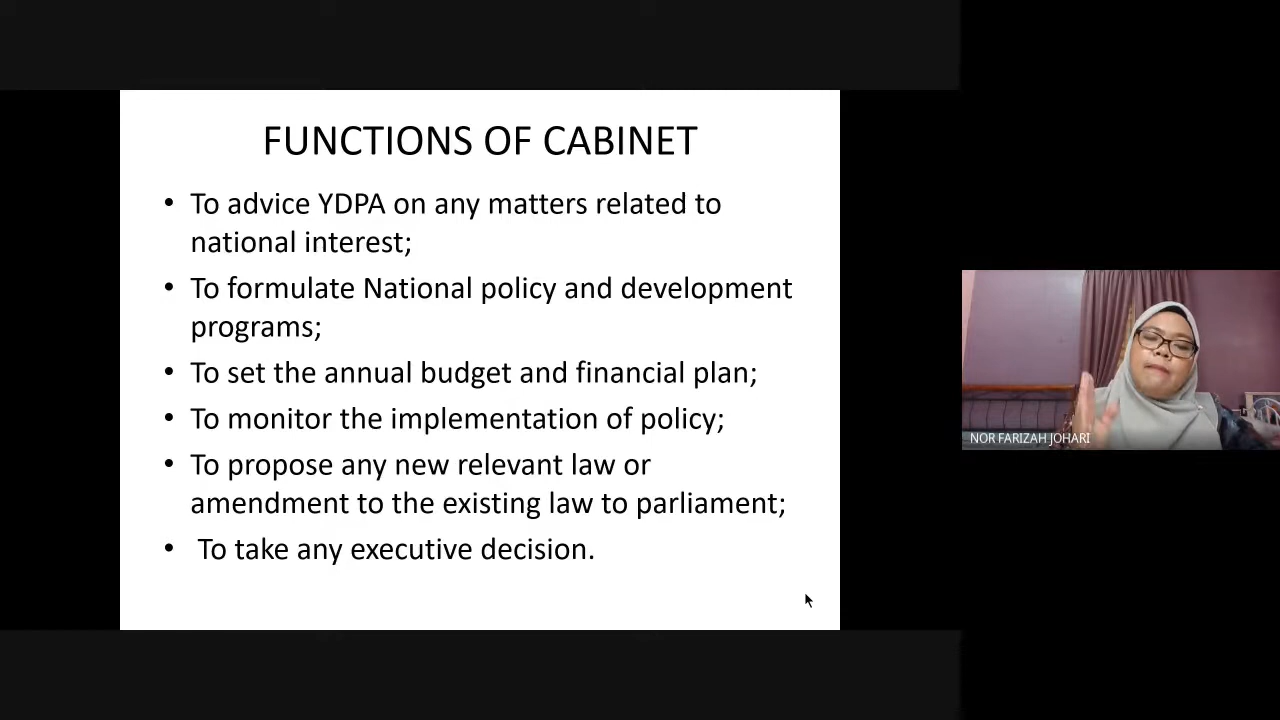 FUNCTIONS OF CABINET
• To advice YDPA on any matters related to
national interest;
• To formulate National policy and development
programs;
• To set the annual budget and financial plan;
• To monitor the implementation of policy;
• To propose any new relevant law or
amendment to the existing law to parliament;
• To take any executive decision.
NOR FARIZAH JOHARI